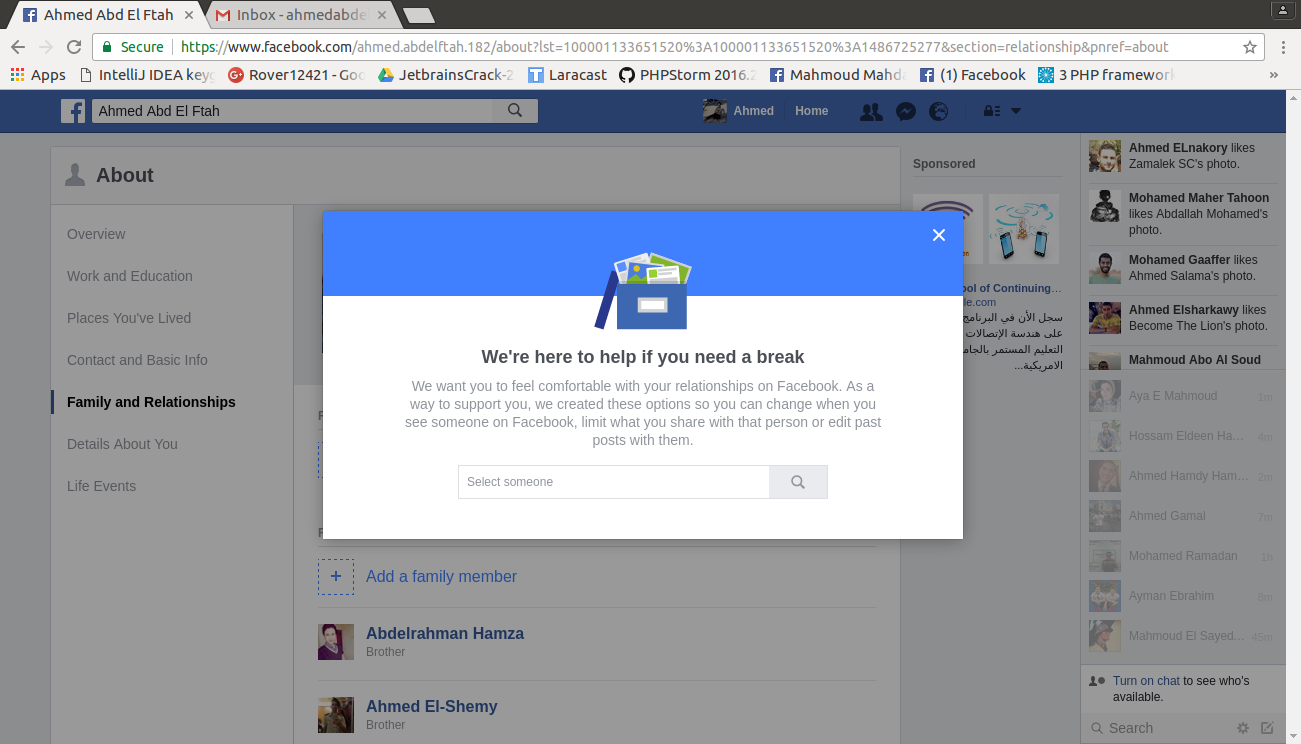 Ahmed Abd El Ftah
Inbox - ahmedabde
Secure
https://www.facebook.com/ahmed.abdelftah.182/about?lst=100001133651520%3A100001133651520%3A1486725277&section=relationship&pnref=about
Apps
IntelliJ IDEA key
Rover12421 - Goo
JetbrainsCrack-2
Laracast
PHPStorm 2016.2
Mahmoud Mahda
(1) Facebook
3 PHP framework
»
Ahmed Abd El Ftah
Ahmed
Home
About
Overview
Work and Education
Places You've Lived
Contact and Basic Info
Family and Relationships
Details About You
Life Events
We're here to help if you need a break
We want you to feel comfortable with your relationships on Facebook. As a
way to support you, we created these options so you can change when you
see someone on Facebook, limit what you share with that person or edit past
posts with them.
Select someone
Add a family member
Abdelrahman Hamza
Brother
Ahmed El-Shemy
Brother
Sponsored
ool of Continuing...
de.com
سجل الأن في البرنامج
على هندسة الإتصالات
التعليم المستمر بالجام
الامريكية...
Ahmed ELnakory likes
Zamalek SC's photo.
Mohamed Maher Tahoon
likes Abdallah Mohamed's
photo.
Mohamed Gaaffer likes
Ahmed Salama's photo.
Ahmed Elsharkawy likes
Become The Lion's photo.
Mahmoud Abo Al Soud
Aya E Mahmoud 1m
Hossam Eldeen Ha... 4m
Ahmed Hamdy Ham... 2m
Ahmed Gamal 7m
Mohamed Ramadan 1h
Ayman Ebrahim 8m
Mahmoud El Sayed... 45m
Turn on chat to see who's
available.
Search